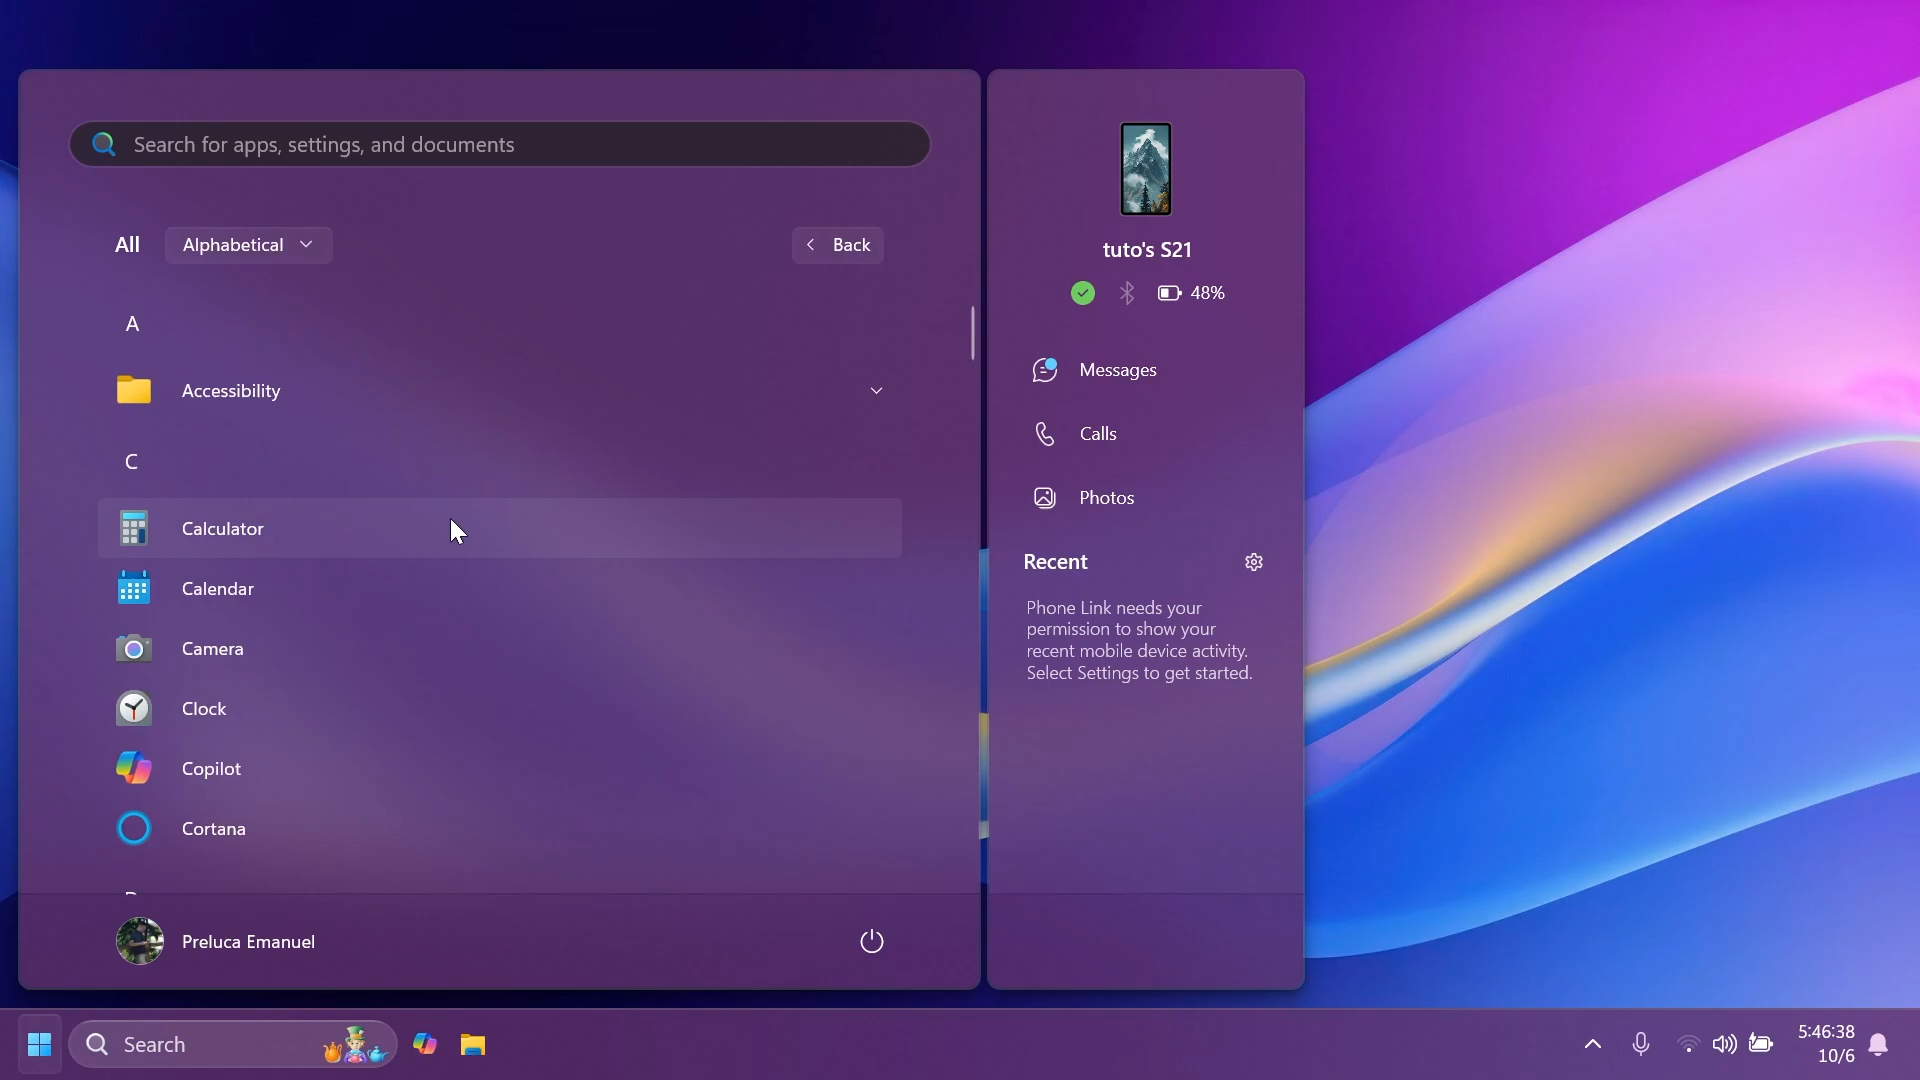 Search for apps, settings, and documents
All
Alphabetical
Back
A
Accessibility
C
Calculator
Calendar
Camera
Clock
Copilot
Cortana
Preluca Emanuel
tuto's S21
48%
Messages
Calls
Photos
Recent
Phone Link needs your
permission to show your
recent mobile device activity.
Select Settings to get started.
Search
5:46:38
10/6